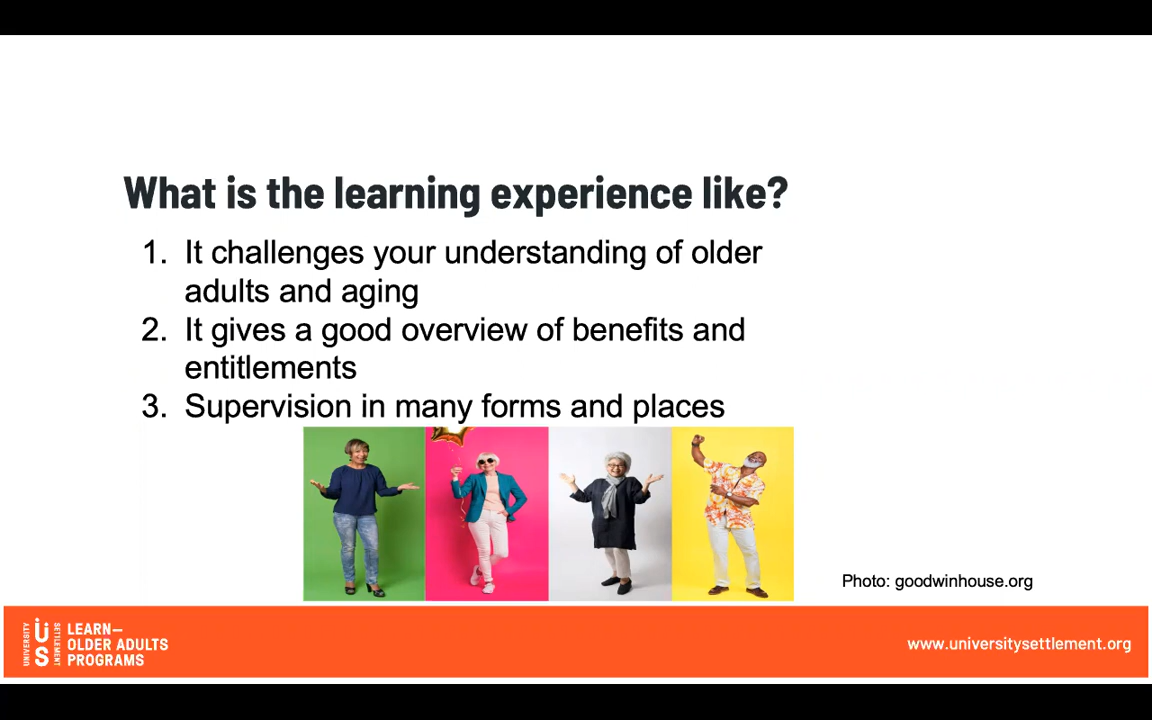 What is the learning experience like?
1. It challenges your understanding of older
adults and aging
2. It gives a good overview of benefits and
entitlements
3. Supervision in many forms and places
Photo: goodwinhouse.org
UNIVERSITY
US
SETTLEMENT
LEARN—
OLDER ADULTS
PROGRAMS
www.universitysettlement.org